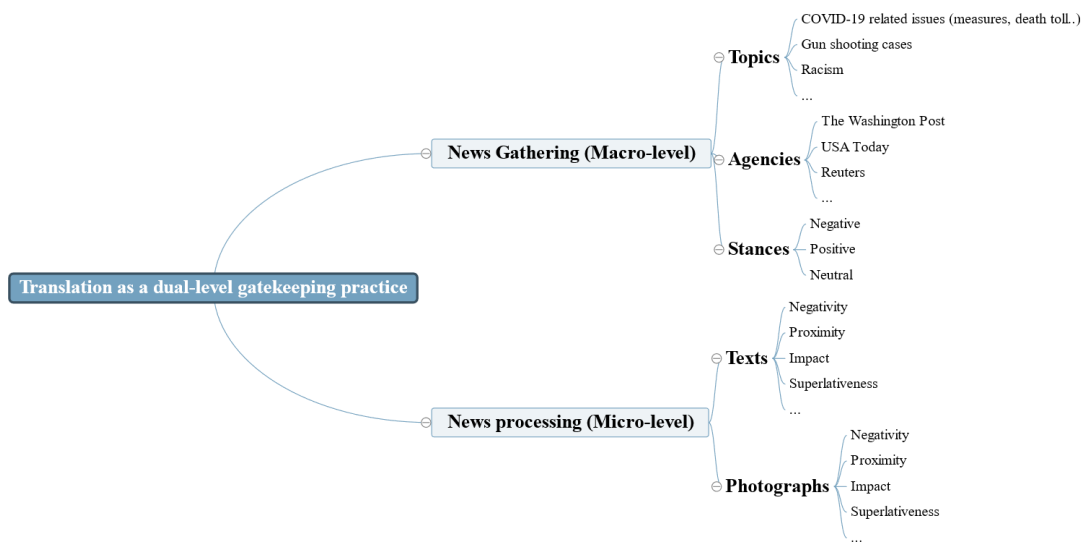 Translation as a dual-level gatekeeping practice
News Gathering (Macro-level)
Topics
COVID-19 related issues (measures, death toll..)
Gun shooting cases
Racism
...
Agencies
The Washington Post
USA Today
Reuters
...
Stances
Negative
Positive
Neutral
News processing (Micro-level)
Texts
Negativity
Proximity
Impact
Superlativeness
...
Photographs
Negativity
Proximity
Impact
Superlativeness
...